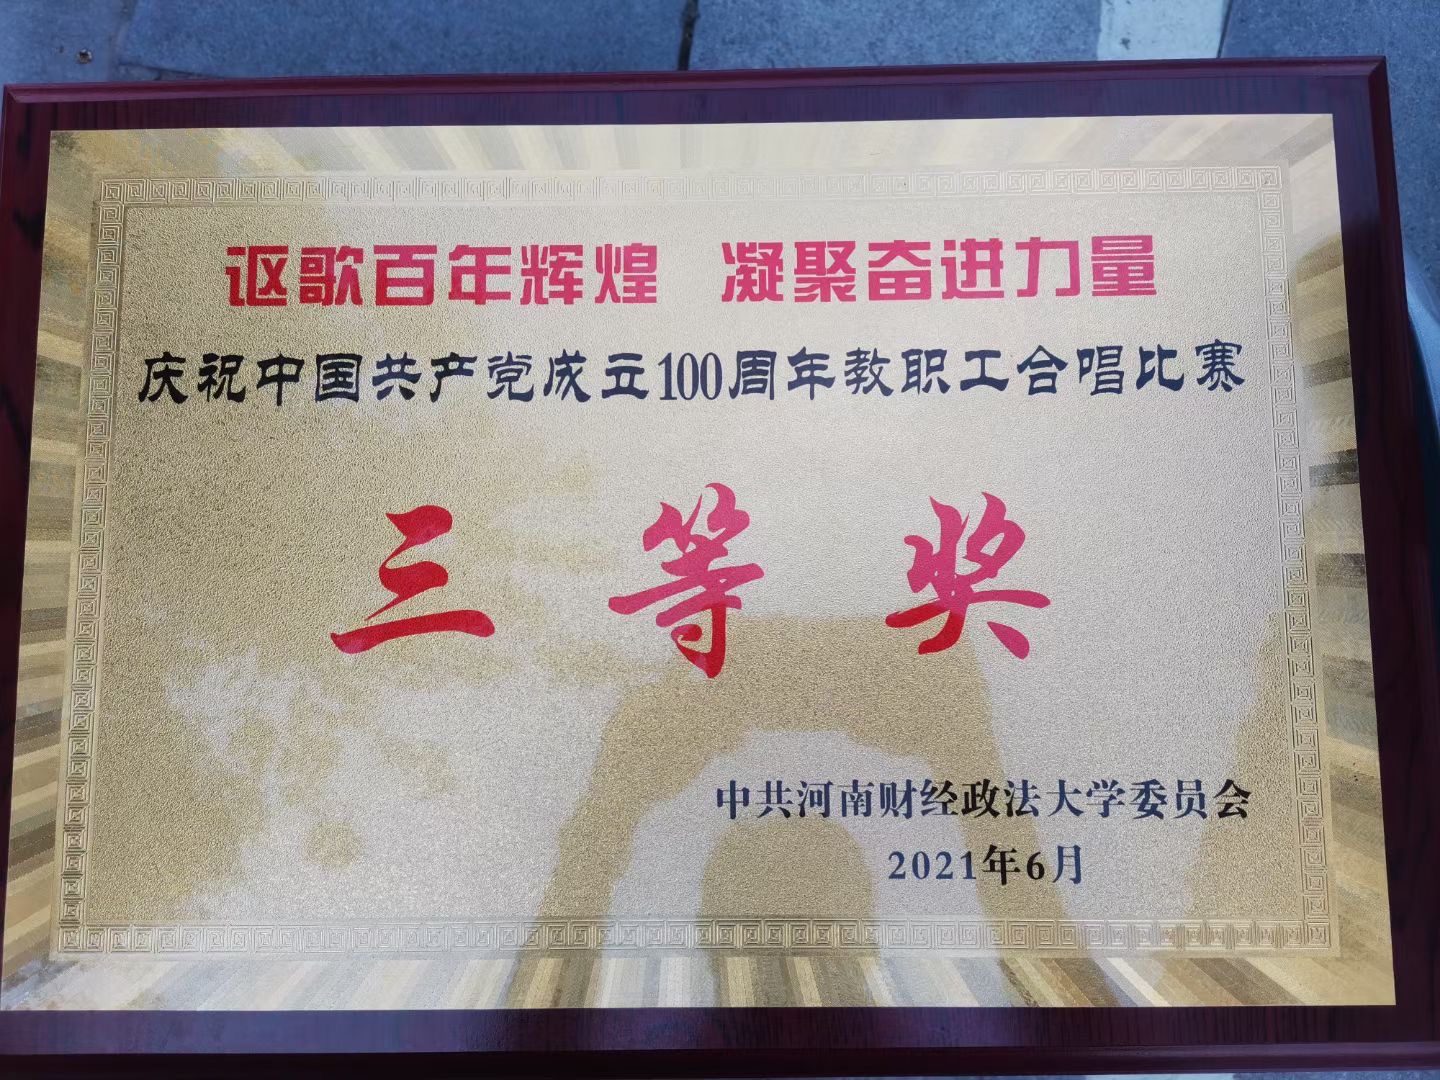 讴歌百年辉煌 凝聚奋进力量
庆祝中国共产党成立100周年教职工合唱比赛
三等奖
中共河南财经政法大学委员会
2021年6月